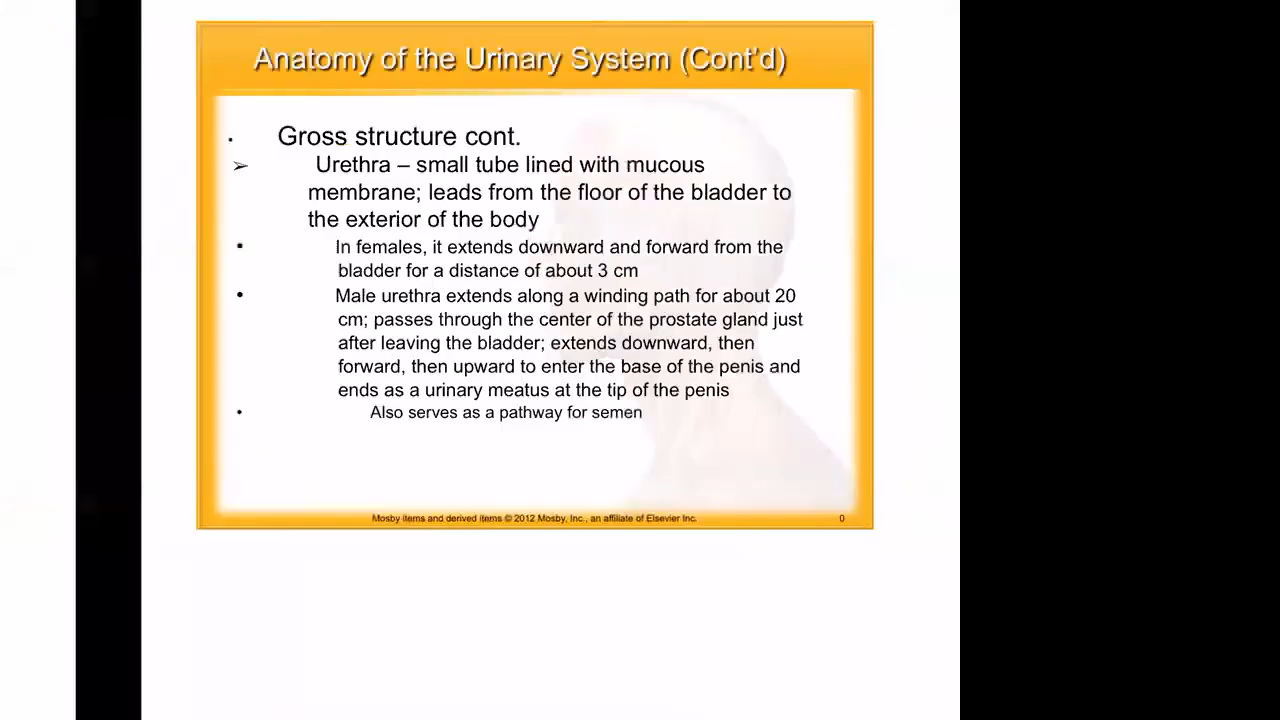 Anatomy of the Urinary System (Cont'd)
• Gross structure cont.
➢ Urethra – small tube lined with mucous
membrane; leads from the floor of the bladder to
the exterior of the body
• In females, it extends downward and forward from the
bladder for a distance of about 3 cm
• Male urethra extends along a winding path for about 20
cm; passes through the center of the prostate gland just
after leaving the bladder; extends downward, then
forward, then upward to enter the base of the penis and
ends as a urinary meatus at the tip of the penis
• Also serves as a pathway for semen
Mosby items and derived items © 2012 Mosby, Inc., an affiliate of Elsevier Inc. 0